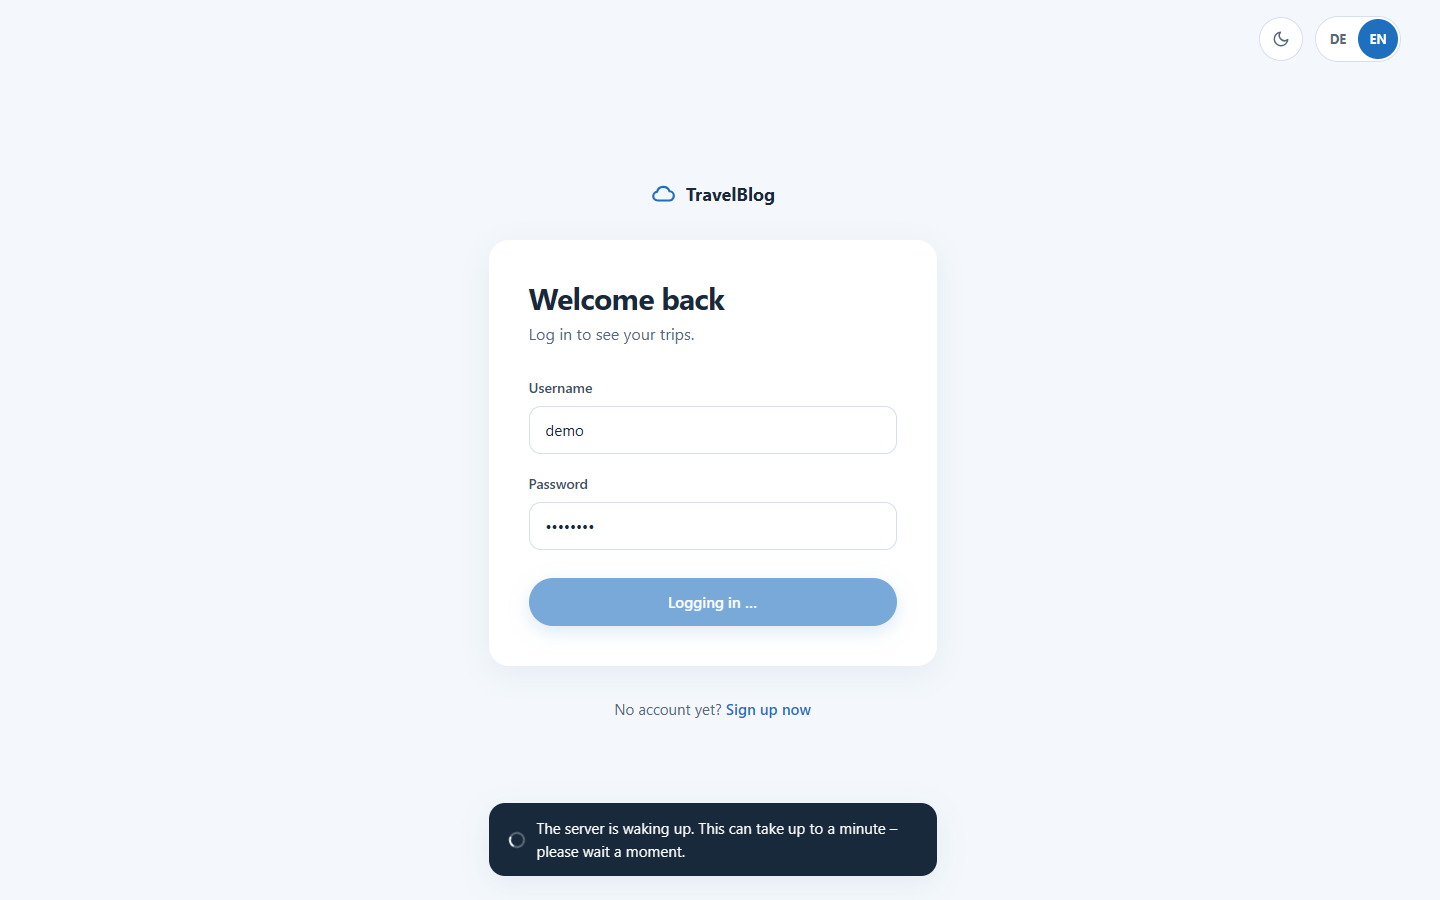 DE EN
TravelBlog
Welcome back
Log in to see your trips.
Username
demo
Password
••••••••
Logging in ...
No account yet? Sign up now
The server is waking up. This can take up to a minute –
please wait a moment.